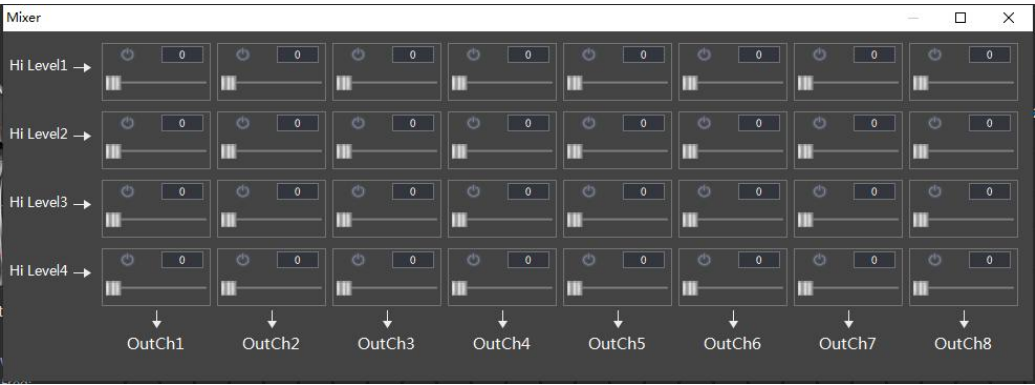 Mixer
0 0 0 0 0 0 0 0
Hi Level1
0 0 0 0 0 0 0 0
Hi Level2
0 0 0 0 0 0 0 0
Hi Level3
0 0 0 0 0 0 0 0
Hi Level4
OutCh1 OutCh2 OutCh3 OutCh4 OutCh5 OutCh6 OutCh7 OutCh8